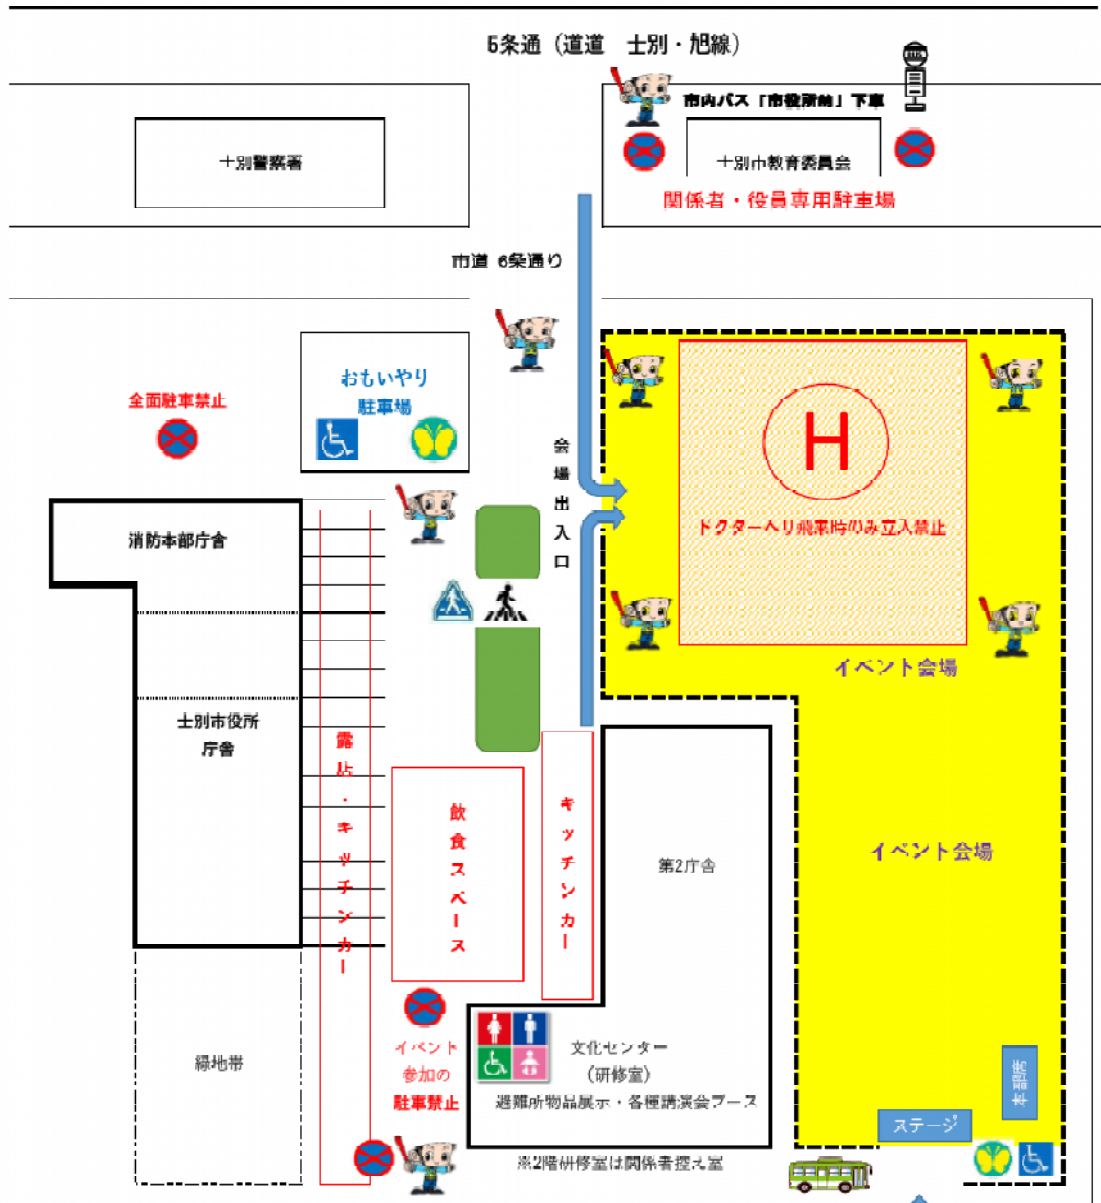 5条通（道道　士別・旭線）
市内バス「市役所前」下車
BUS
士別警察署
士別市教育委員会
関係者・役員専用駐車場
市道 6条通り
おもいやり
駐車場
全面駐車禁止
会場出入口
H
ドクターヘリ飛来時のみ立入禁止
消防本部庁舎
イベント会場
士別市役所
庁舎
露店・キッチンカー
飲食スペース
キッチンカー
第2庁舎
イベント会場
緑地帯
イベント
参加の
駐車禁止
文化センター
（研修室）
避難所物品展示・各種講演会ブース
本部席
ステージ
※2階研修室は関係者控え室